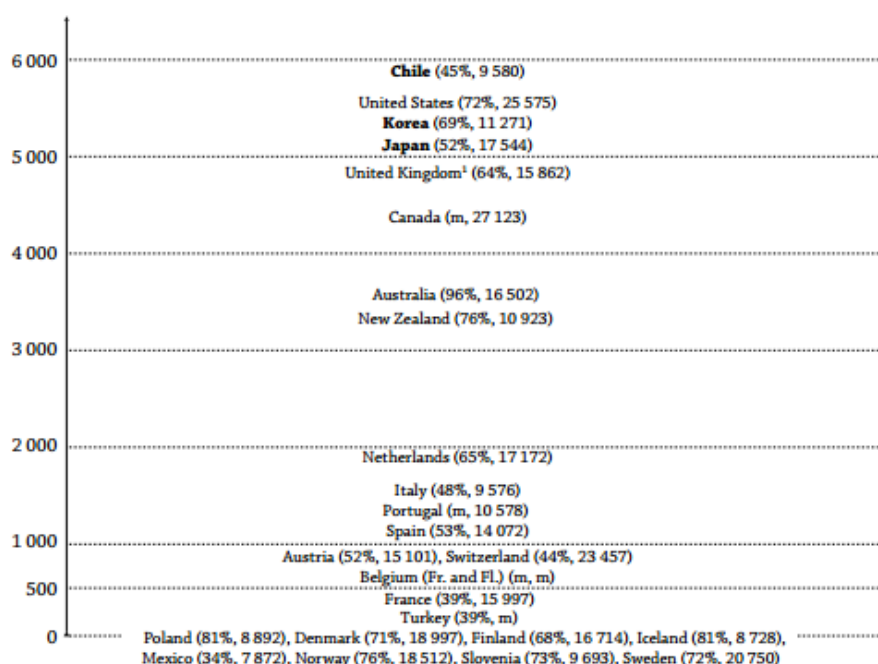 6 000
Chile (45%, 9 580)
United States (72%, 25 575)
Korea (69%, 11 271)
Japan (52%, 17 544)
5 000
United Kingdom¹ (64%, 15 862)
Canada (m, 27 123)
4 000
Australia (96%, 16 502)
New Zealand (76%, 10 923)
3 000
2 000
Netherlands (65%, 17 172)
Italy (48%, 9 576)
Portugal (m, 10 578)
Spain (53%, 14 072)
1 000
Austria (52%, 15 101), Switzerland (44%, 23 457)
Belgium (Fr. and Fl.) (m, m)
500
France (39%, 15 997)
Turkey (39%, m)
0
Poland (81%, 8 892), Denmark (71%, 18 997), Finland (68%, 16 714), Iceland (81%, 8 728),
Mexico (34%, 7 872), Norway (76%, 18 512), Slovenia (73%, 9 693), Sweden (72%, 20 750)